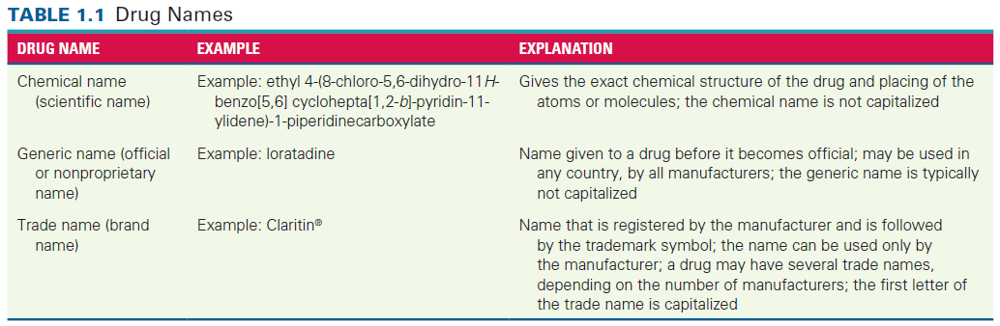 TABLE 1.1 Drug Names
DRUG NAME EXAMPLE EXPLANATION
Chemical name
(scientific name)
Example: ethyl 4-(8-chloro-5,6-dihydro-11H-
benzo[5,6] cyclohepta[1,2-b]-pyridin-11-
ylidene)-1-piperidinecarboxylate
Gives the exact chemical structure of the drug and placing of the
atoms or molecules; the chemical name is not capitalized
Generic name (official
or nonproprietary
name)
Example: loratadine
Name given to a drug before it becomes official; may be used in
any country, by all manufacturers; the generic name is typically
not capitalized
Trade name (brand
name)
Example: Claritin®
Name that is registered by the manufacturer and is followed
by the trademark symbol; the name can be used only by
the manufacturer; a drug may have several trade names,
depending on the number of manufacturers; the first letter of
the trade name is capitalized